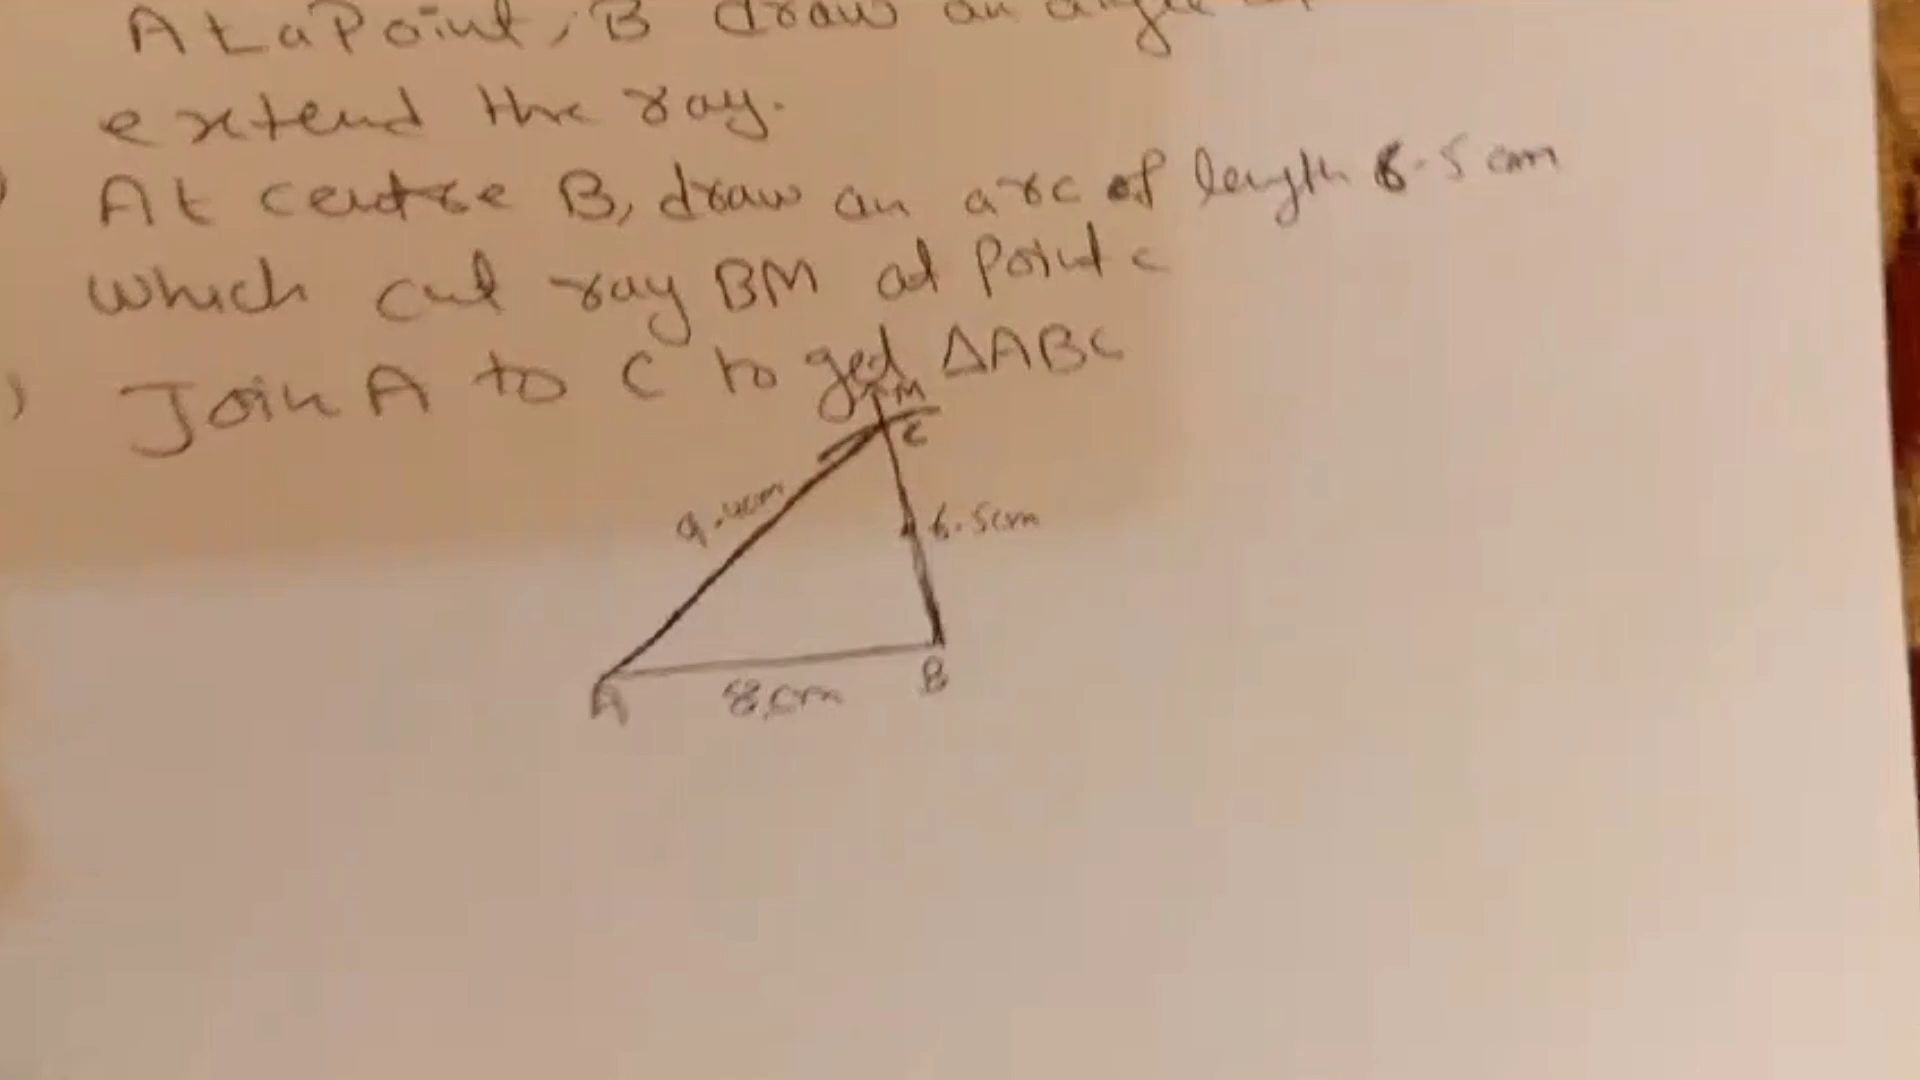 At a Point, B draw an angle
extend the ray.
At centre B, draw an arc of length 6.5 cm
which cut ray BM at Point C
) Join A to C to get ΔABC
M
C
9.4cm
6.5cm
A 8cm B